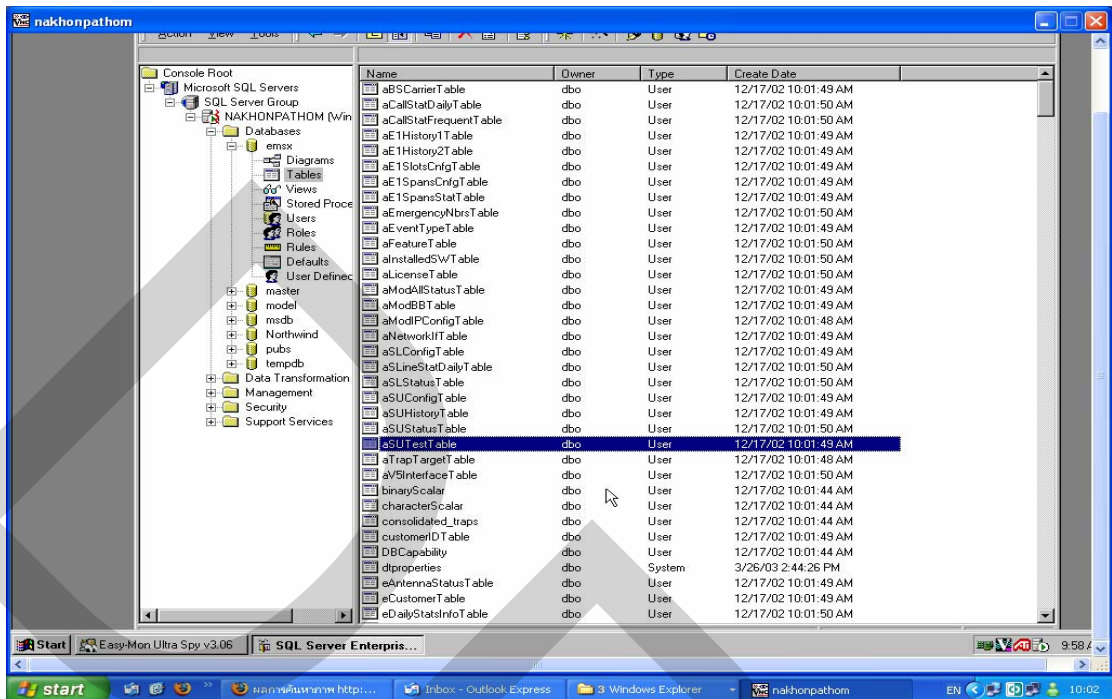 nakhonpathom
Action View Tools
Console Root
Microsoft SQL Servers
SQL Server Group
NAKHONPATHOM (Win
Databases
emsx
Diagrams
Tables
Views
Stored Proce
Users
Roles
Rules
Defaults
User Definec
master
model
msdb
Northwind
pubs
tempdb
Data Transformation
Management
Security
Support Services
Name Owner Type Create Date
aBSCarrierTable dbo User 12/17/02 10:01:49 AM
aCallStatDailyTable dbo User 12/17/02 10:01:50 AM
aCallStatFrequentTable dbo User 12/17/02 10:01:50 AM
aE1History1Table dbo User 12/17/02 10:01:49 AM
aE1History2Table dbo User 12/17/02 10:01:49 AM
aE1SlotsCnfgTable dbo User 12/17/02 10:01:49 AM
aE1SpansCnfgTable dbo User 12/17/02 10:01:49 AM
aE1SpansStatTable dbo User 12/17/02 10:01:49 AM
aEmergencyNbrsTable dbo User 12/17/02 10:01:50 AM
aEventTypeTable dbo User 12/17/02 10:01:49 AM
aFeatureTable dbo User 12/17/02 10:01:50 AM
aInstalledSWTable dbo User 12/17/02 10:01:50 AM
aLicenseTable dbo User 12/17/02 10:01:50 AM
aModAllStatusTable dbo User 12/17/02 10:01:49 AM
aModBBTable dbo User 12/17/02 10:01:49 AM
aModIPConfigTable dbo User 12/17/02 10:01:48 AM
aNetworkIfTable dbo User 12/17/02 10:01:49 AM
aSLConfigTable dbo User 12/17/02 10:01:49 AM
aSLineStatDailyTable dbo User 12/17/02 10:01:50 AM
aSLStatusTable dbo User 12/17/02 10:01:50 AM
aSUConfigTable dbo User 12/17/02 10:01:49 AM
aSUHistoryTable dbo User 12/17/02 10:01:49 AM
aSUStatusTable dbo User 12/17/02 10:01:50 AM
aSUTestTable dbo User 12/17/02 10:01:49 AM
aTrapTargetTable dbo User 12/17/02 10:01:48 AM
aV5InterfaceTable dbo User 12/17/02 10:01:50 AM
binaryScalar dbo User 12/17/02 10:01:44 AM
characterScalar dbo User 12/17/02 10:01:44 AM
consolidated_traps dbo User 12/17/02 10:01:44 AM
customerIDTable dbo User 12/17/02 10:01:49 AM
DBCapability dbo User 12/17/02 10:01:44 AM
dtproperties dbo System 3/26/03 2:44:26 PM
eAntennaStatusTable dbo User 12/17/02 10:01:49 AM
eCustomerTable dbo User 12/17/02 10:01:49 AM
eDailyStatsInfoTable dbo User 12/17/02 10:01:50 AM
Start Easy-Mon Ultra Spy v3.06 SQL Server Enterpris... 9:58
start ผลการค้นหาภาพ http:... Inbox - Outlook Express 3 Windows Explorer nakhonpathom EN 10:02